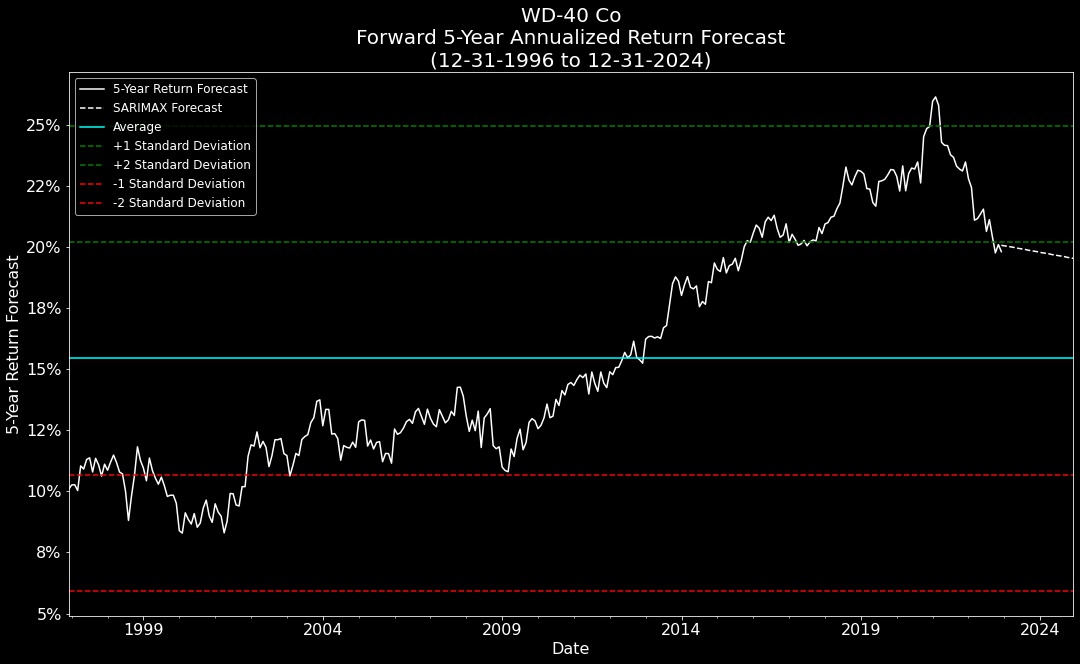 WD-40 Co
Forward 5-Year Annualized Return Forecast
(12-31-1996 to 12-31-2024)
5-Year Return Forecast
SARIMAX Forecast
Average
+1 Standard Deviation
+2 Standard Deviation
-1 Standard Deviation
-2 Standard Deviation
25%
22%
20%
18%
15%
12%
10%
8%
5%
5-Year Return Forecast
1999
2004
2009
2014
2019
2024
Date